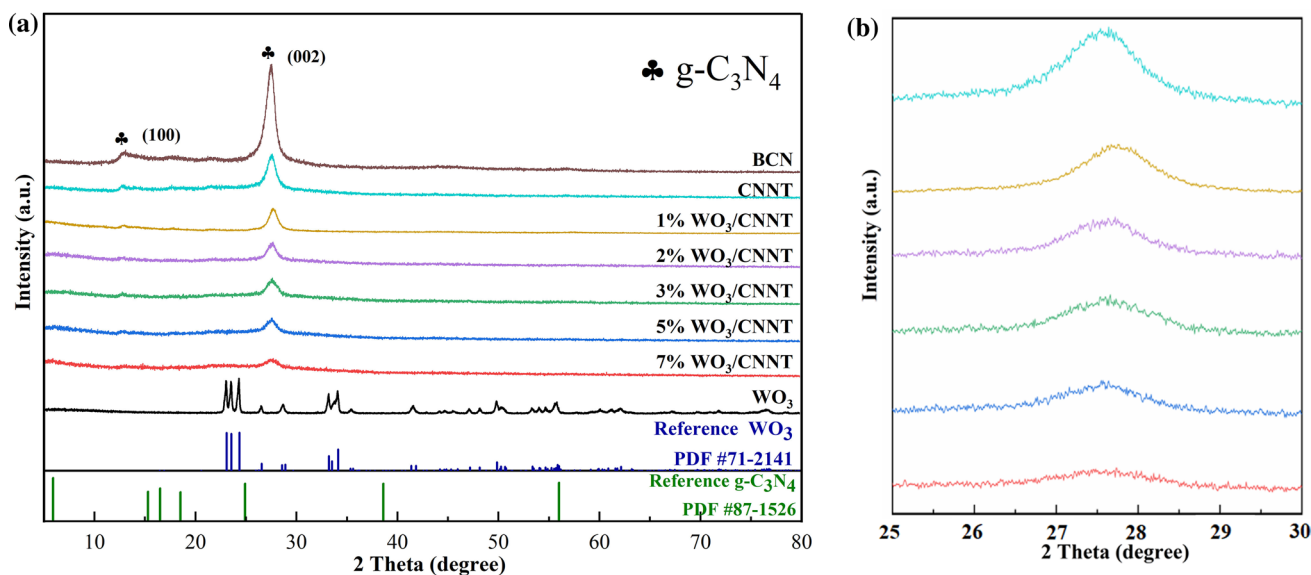 (a)
♣ (002)
♣ g-C₃N₄
♣ (100)
BCN
CNNT
1% WO₃/CNNT
2% WO₃/CNNT
3% WO₃/CNNT
5% WO₃/CNNT
7% WO₃/CNNT
WO₃
Reference WO₃
PDF #71-2141
Reference g-C₃N₄
PDF #87-1526
Intensity (a.u.)
10 20 30 40 50 60 70 80
2 Theta (degree)
(b)
Intensity (a.u.)
25 26 27 28 29 30
2 Theta (degree)